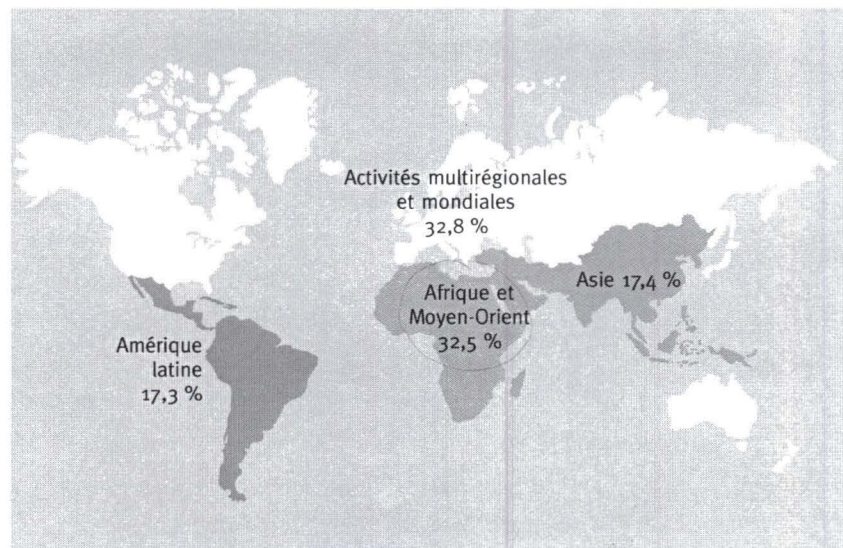 Activités multirégionales
et mondiales
32,8 %
Afrique et
Moyen-Orient
32,5 %
Asie 17,4 %
Amérique
latine
17,3 %